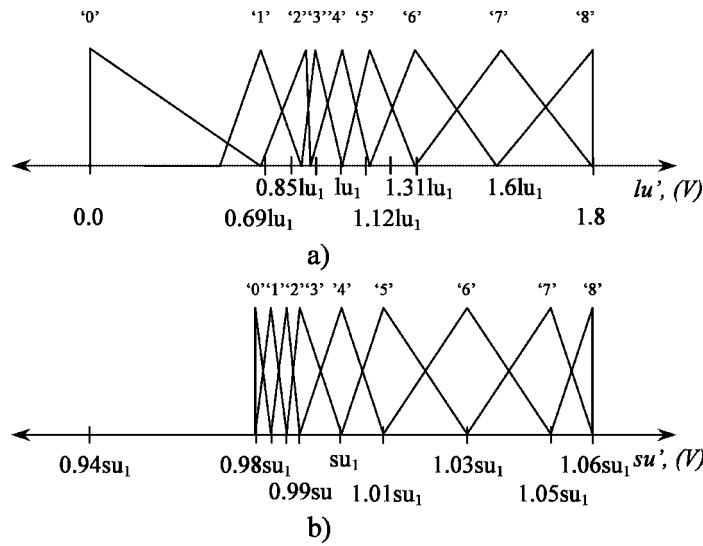 ‘0’ ‘1’ ‘2’ ‘3’ ‘4’ ‘5’ ‘6’ ‘7’ ‘8’
0.85lu₁ lu₁ 1.31lu₁ 1.6lu₁ lu’, (V)
0.0 0.69lu₁ 1.12lu₁ 1.8
a)
‘0’ ‘1’ ‘2’ ‘3’ ‘4’ ‘5’ ‘6’ ‘7’ ‘8’
0.94su₁ 0.98su₁ su₁ 1.03su₁ 1.06su₁ su’, (V)
0.99su 1.01su₁ 1.05su₁
b)